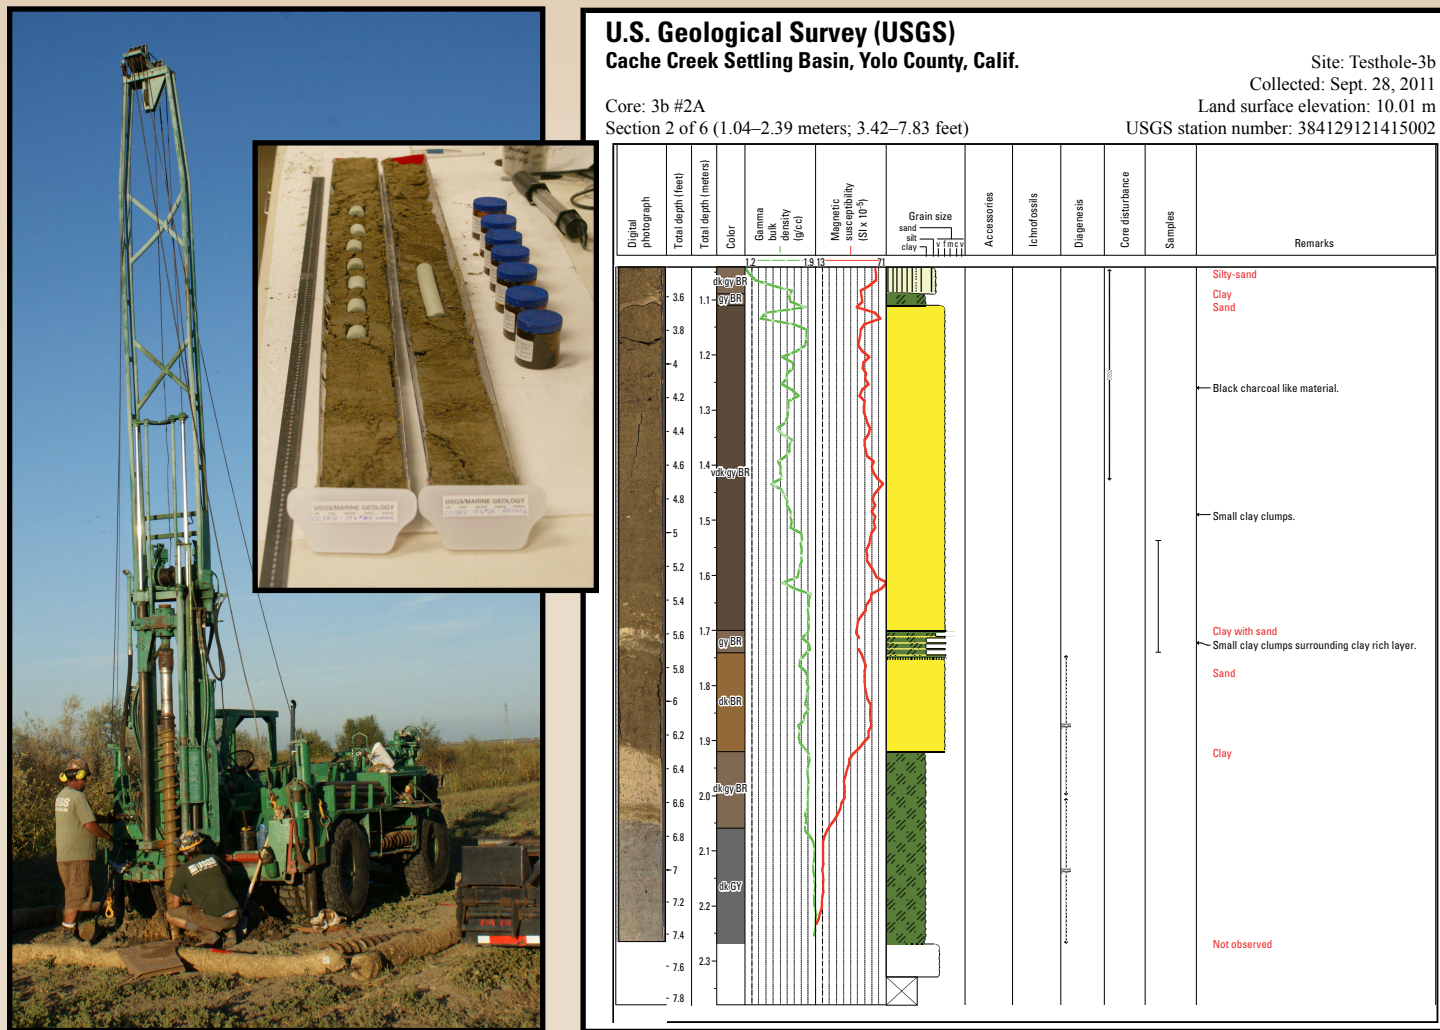 U.S. Geological Survey (USGS)
Cache Creek Settling Basin, Yolo County, Calif.
Site: Testhole-3b
Collected: Sept. 28, 2011
Core: 3b #2A
Land surface elevation: 10.01 m
Section 2 of 6 (1.04–2.39 meters; 3.42–7.83 feet)
USGS station number: 384129121415002
Digital photograph
Total depth (feet)
Total depth (meters)
Color
Gamma bulk density (g/cc)
Magnetic susceptibility (SI x 10-5)
Grain size
sand
silt
clay
v f m c v
Accessories
Ichnofossils
Diagenesis
Core disturbance
Samples
Remarks
1.2
1.9
13
71
3.6
3.8
4
4.2
4.4
4.6
4.8
5
5.2
5.4
5.6
5.8
6
6.2
6.4
6.6
6.8
7
7.2
7.4
7.6
7.8
1.1
1.2
1.3
1.4
1.5
1.6
1.7
1.8
1.9
2.0
2.1
2.2
2.3
dk gy BR
gy BR
vdk gy BR
gy BR
dk BR
dk gy BR
dk GY
Silty-sand
Clay
Sand
Black charcoal like material.
Small clay clumps.
Clay with sand
Small clay clumps surrounding clay rich layer.
Sand
Clay
Not observed
USGS/MARINE GEOLOGY
USGS/MARINE GEOLOGY
USGS
USGS